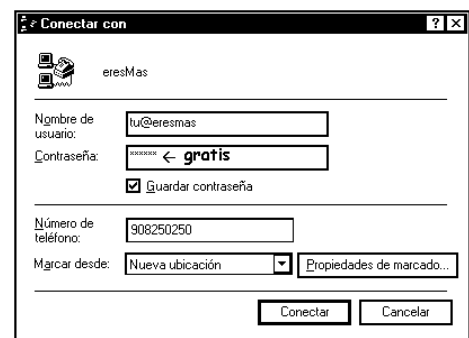 Conectar con ? ×
eresMas
Nombre de
usuario:
tu@eresmas
Contraseña:
****** ← gratis
Guardar contraseña
Número de
teléfono:
908250250
Marcar desde:
Nueva ubicación
Propiedades de marcado...
Conectar
Cancelar